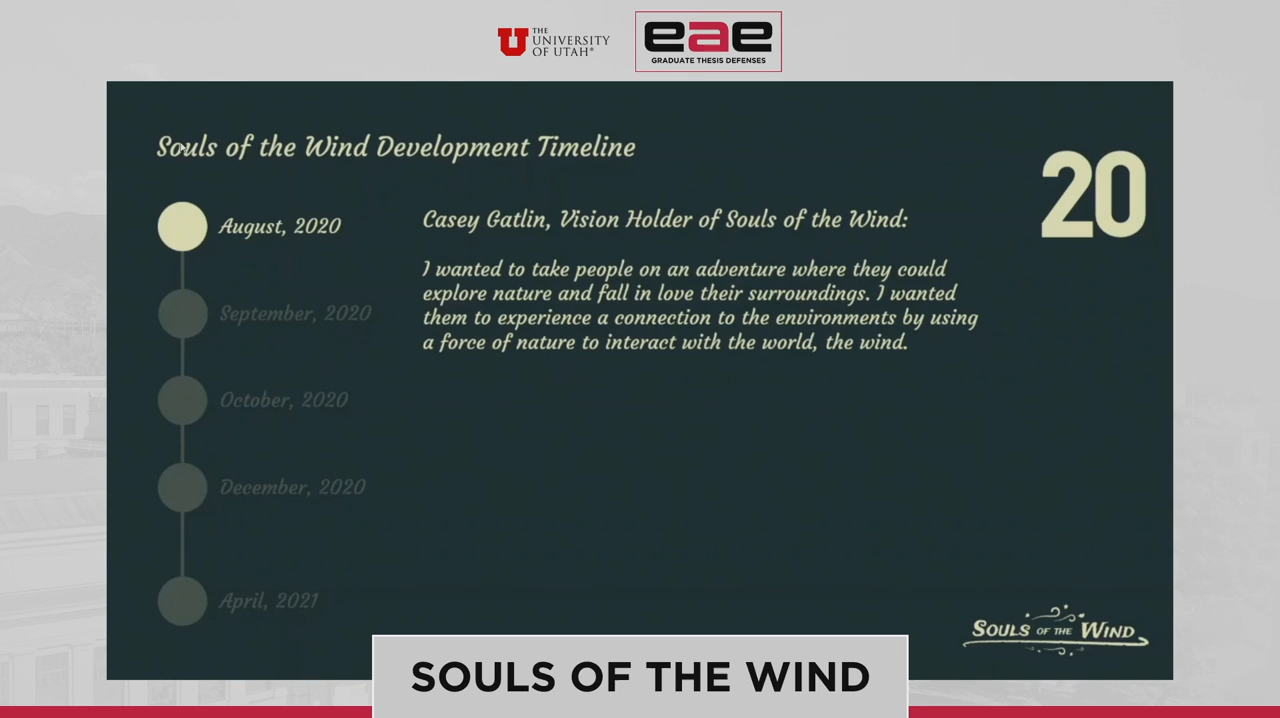 THE
UNIVERSITY
OF UTAH®
eae
GRADUATE THESIS DEFENSES
Souls of the Wind Development Timeline
20
August, 2020
Casey Gatlin, Vision Holder of Souls of the Wind:
I wanted to take people on an adventure where they could
explore nature and fall in love their surroundings. I wanted
them to experience a connection to the environments by using
a force of nature to interact with the world, the wind.
September, 2020
October, 2020
December, 2020
April, 2021
SOULS OF THE WIND
SOULS OF THE WIND